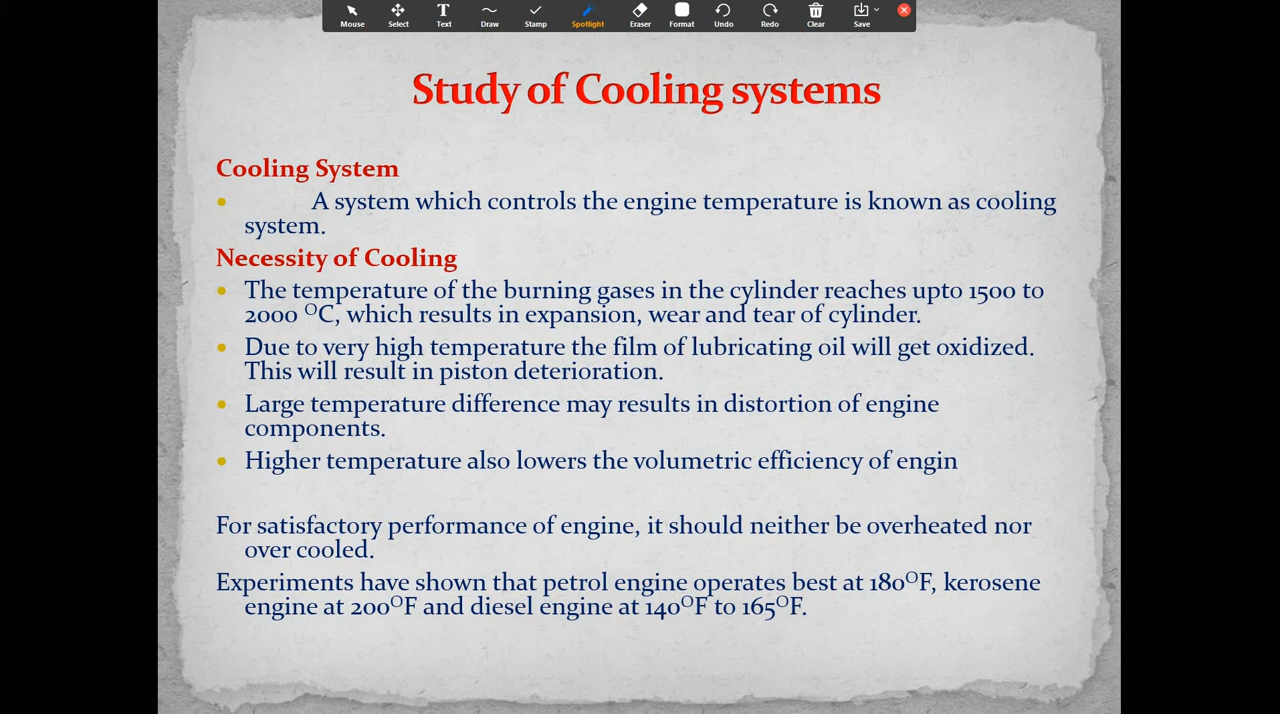 Mouse Select Text Draw Stamp Spotlight Eraser Format Undo Redo Clear Save
Study of Cooling systems
Cooling System
• A system which controls the engine temperature is known as cooling
system.
Necessity of Cooling
• The temperature of the burning gases in the cylinder reaches upto 1500 to
2000 ᴼC, which results in expansion, wear and tear of cylinder.
• Due to very high temperature the film of lubricating oil will get oxidized.
This will result in piston deterioration.
• Large temperature difference may results in distortion of engine
components.
• Higher temperature also lowers the volumetric efficiency of engin
For satisfactory performance of engine, it should neither be overheated nor
over cooled.
Experiments have shown that petrol engine operates best at 180ᴼF, kerosene
engine at 200ᴼF and diesel engine at 140ᴼF to 165ᴼF.